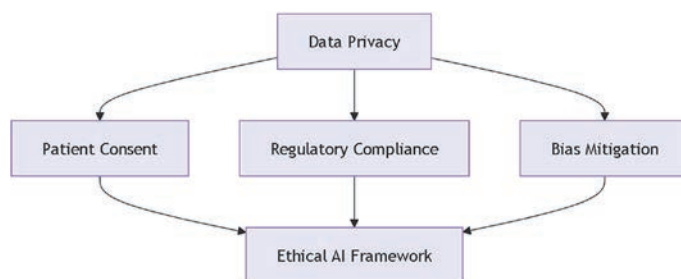 Data Privacy
Patient Consent
Regulatory Compliance
Bias Mitigation
Ethical AI Framework